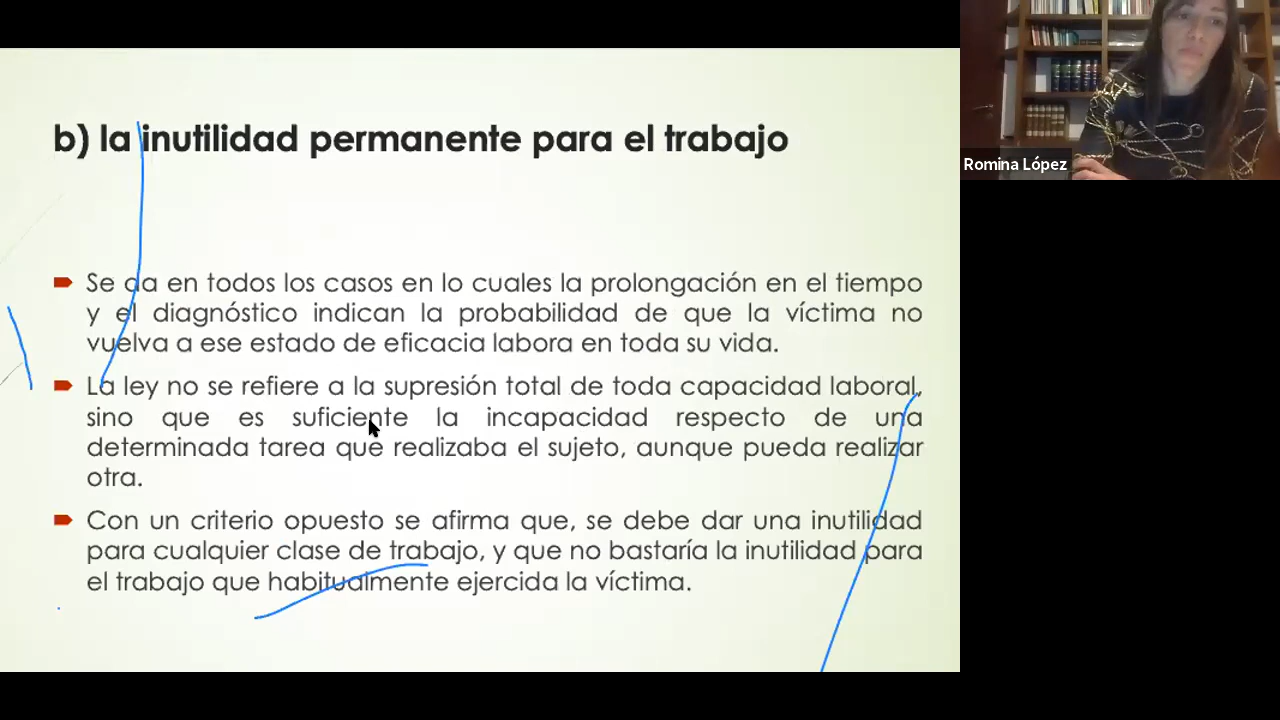 b) la inutilidad permanente para el trabajo
Se da en todos los casos en lo cuales la prolongación en el tiempo
y el diagnóstico indican la probabilidad de que la víctima no
vuelva a ese estado de eficacia labora en toda su vida.
La ley no se refiere a la supresión total de toda capacidad laboral,
sino que es suficiente la incapacidad respecto de una
determinada tarea que realizaba el sujeto, aunque pueda realizar
otra.
Con un criterio opuesto se afirma que, se debe dar una inutilidad
para cualquier clase de trabajo, y que no bastaría la inutilidad para
el trabajo que habitualmente ejercida la víctima.
Romina López